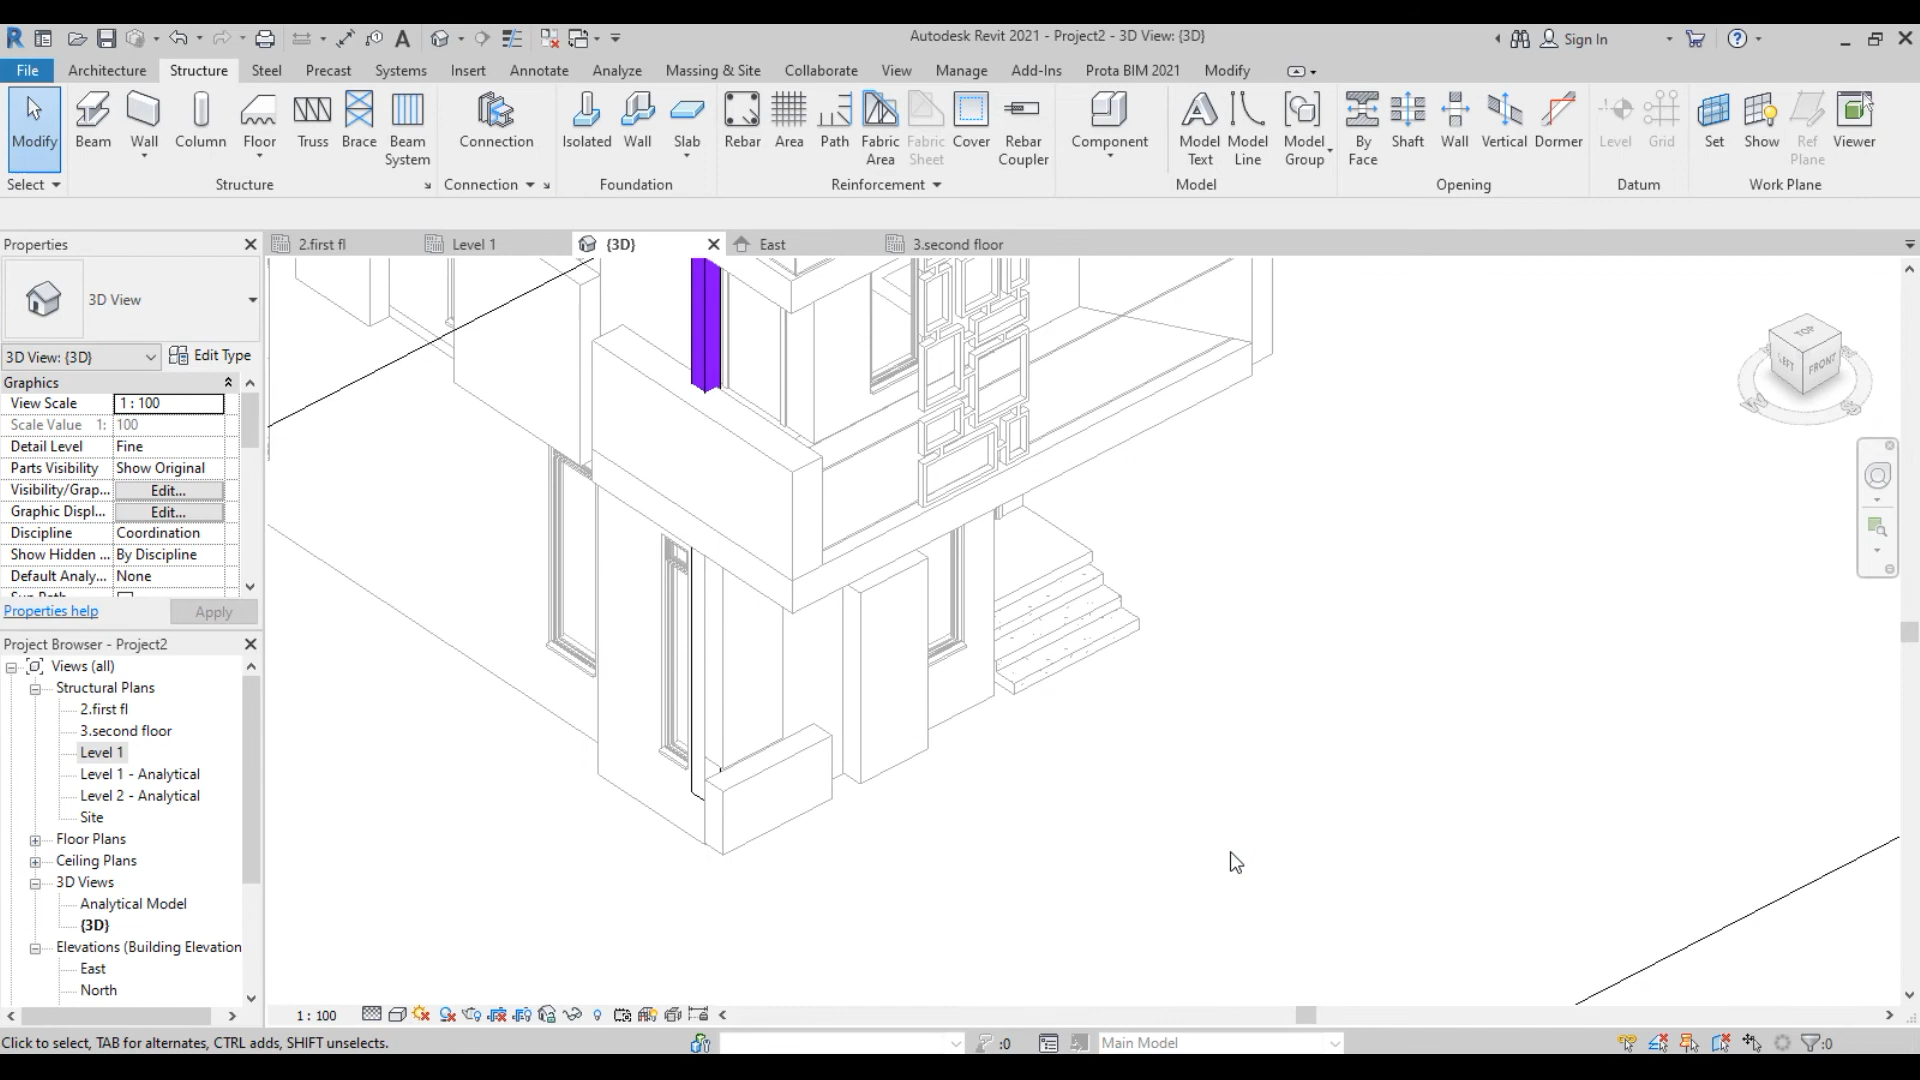 Autodesk Revit 2021 - Project2 - 3D View: {3D}
Sign In
File Architecture Structure Steel Precast Systems Insert Annotate Analyze Massing & Site Collaborate View Manage Add-Ins Prota BIM 2021 Modify
Modify Beam Wall Column Floor Truss Brace Beam System Connection Isolated Wall Slab Rebar Area Path Fabric Area Fabric Sheet Cover Rebar Coupler Component Model Text Model Line Model Group By Face Shaft Wall Vertical Dormer Level Grid Set Show Ref Plane Viewer
Select Structure Connection Foundation Reinforcement Model Opening Datum Work Plane
Properties
2.first fl Level 1 {3D} East 3.second floor
3D View
3D View: {3D} Edit Type
Graphics
View Scale 1 : 100
Scale Value 1: 100
Detail Level Fine
Parts Visibility Show Original
Visibility/Grap... Edit...
Graphic Displ... Edit...
Discipline Coordination
Show Hidden ... By Discipline
Default Analy... None
Properties help Apply
TOP
LEFT FRONT
Project Browser - Project2
Views (all)
Structural Plans
2.first fl
3.second floor
Level 1
Level 1 - Analytical
Level 2 - Analytical
Site
Floor Plans
Ceiling Plans
3D Views
Analytical Model
{3D}
Elevations (Building Elevation
East
North
1 : 100
Click to select, TAB for alternates, CTRL adds, SHIFT unselects. :0 Main Model :0